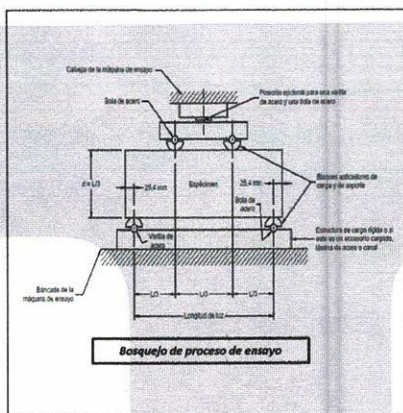 Cabeza de la máquina de ensayo
Posición opcional para una varilla
de acero y una bola de acero
Bola de acero
Bloques aplicadores
de carga y de soporte
d = L/3
25,4 mm
Espécimen
25,4 mm
Bola de
acero
Varilla de
acero
Estructura de carga rígida o si
este es un accesorio cargado,
lámina de acero o canal
Bancada de la
máquina de ensayo
L/3
L/3
L/3
Longitud de luz
Bosquejo de proceso de ensayo